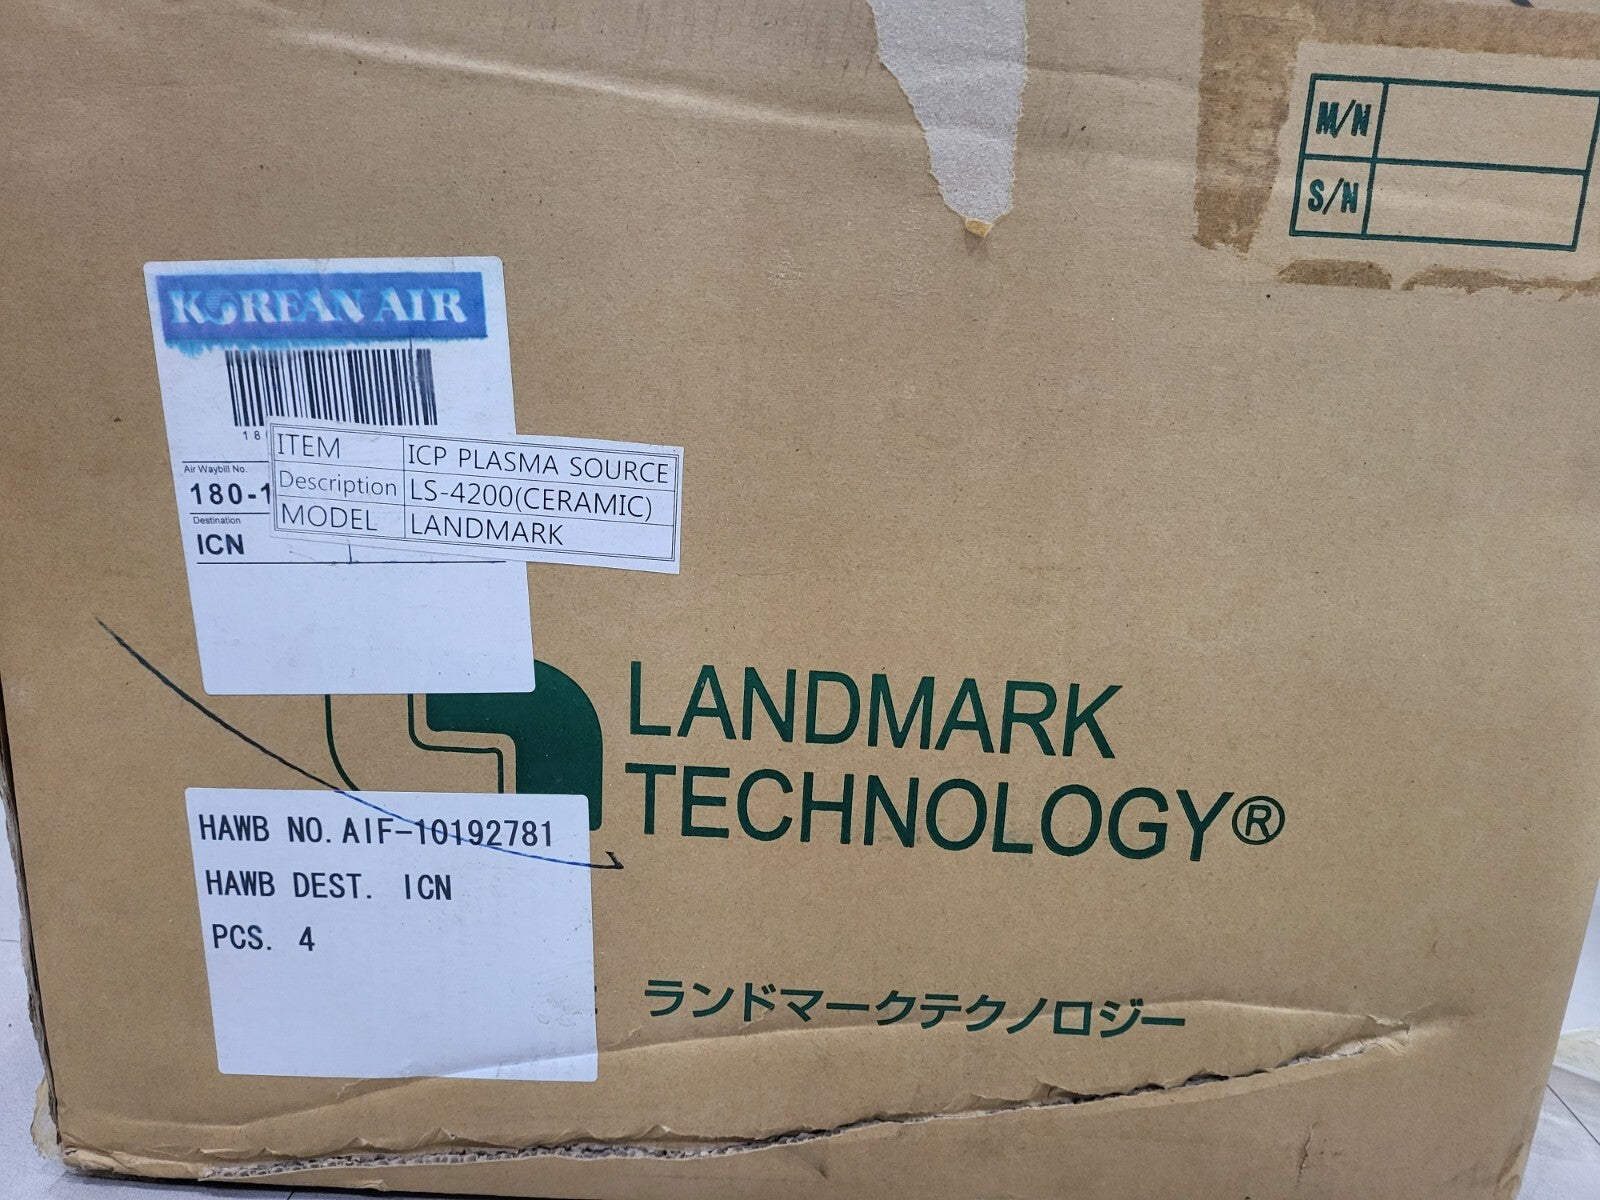 M/N
S/N
KOREAN AIR
Air Waybill No.
180-1
Destination
ICN
ITEM ICP PLASMA SOURCE
Description LS-4200(CERAMIC)
MODEL LANDMARK
LANDMARK
TECHNOLOGY®
HAWB NO. AIF-10192781
HAWB DEST. ICN
PCS. 4
ランドマークテクノロジー